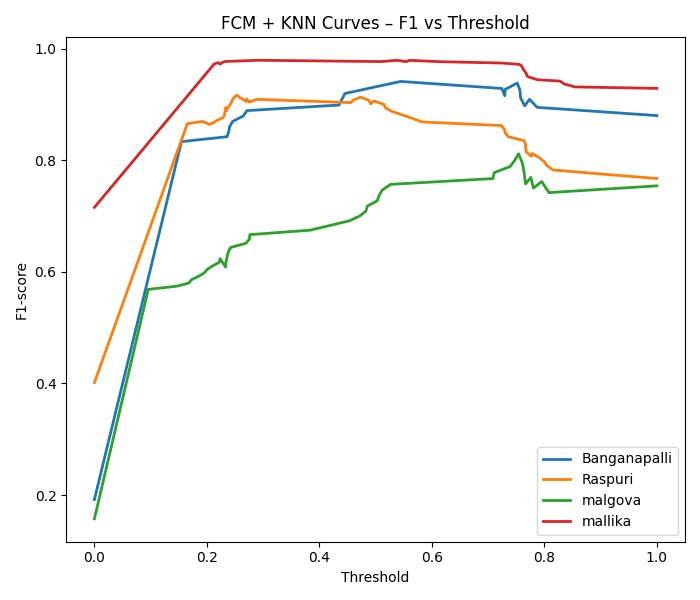 FCM + KNN Curves – F1 vs Threshold
1.0
0.8
0.6
0.4
0.2
F1-score
0.0
0.2
0.4
0.6
0.8
1.0
Threshold
Banganapalli
Raspuri
malgova
mallika